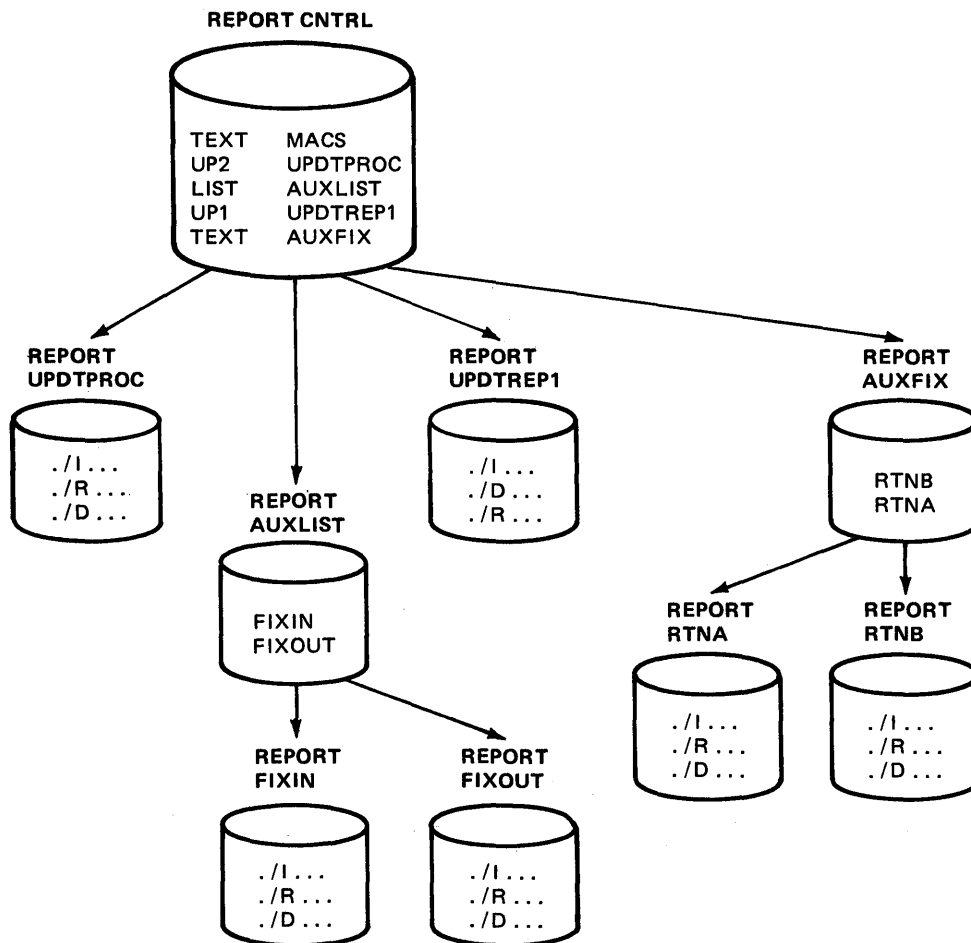 REPORT CNTRL
TEXT MACS
UP2 UPDTPROC
LIST AUXLIST
UP1 UPDTREP1
TEXT AUXFIX
REPORT
UPDTPROC
./I...
./R....
./D...
REPORT
AUXLIST
FIXIN
FIXOUT
REPORT
UPDTREP1
./I...
./D...
./R...
REPORT
AUXFIX
RTNB
RTNA
REPORT
RTNA
./I...
./R...
./D...
REPORT
RTNB
./I...
./R...
./D...
REPORT
FIXIN
./I...
./R...
./D...
REPORT
FIXOUT
./I...
./R...
./D...